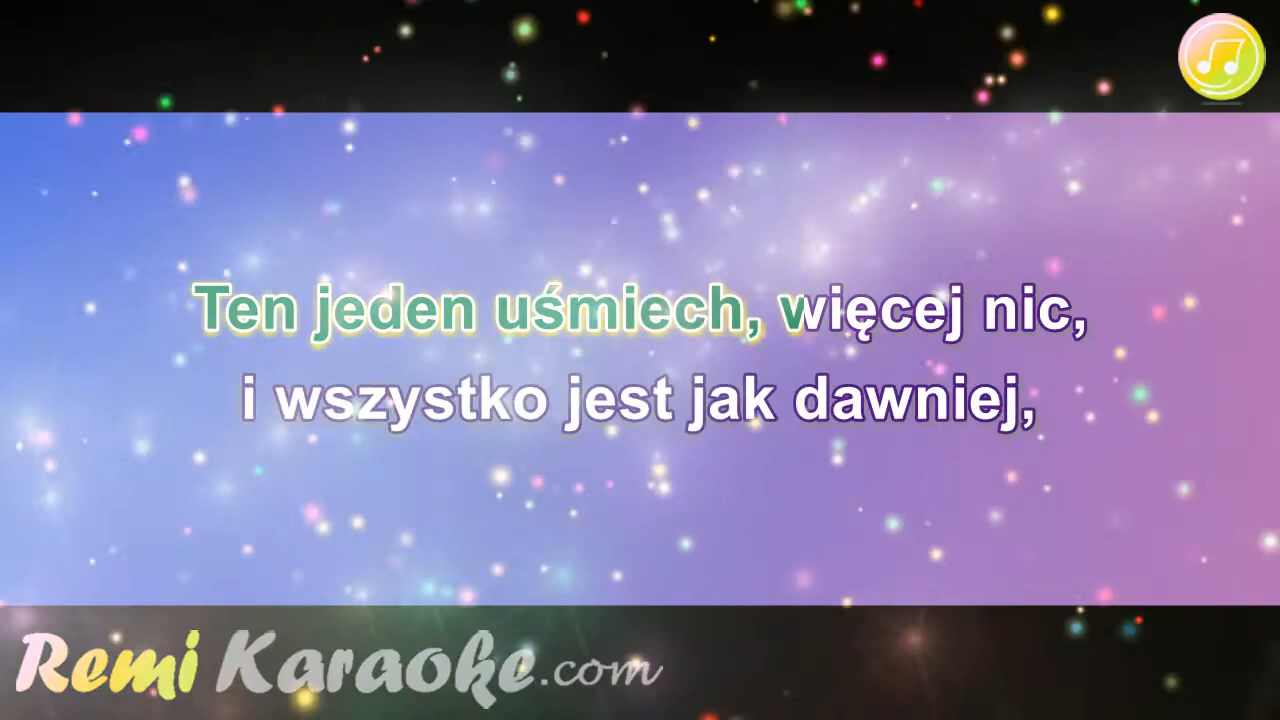 Ten jeden uśmiech, więcej nic,
i wszystko jest jak dawniej,
Remi Karaoke.com